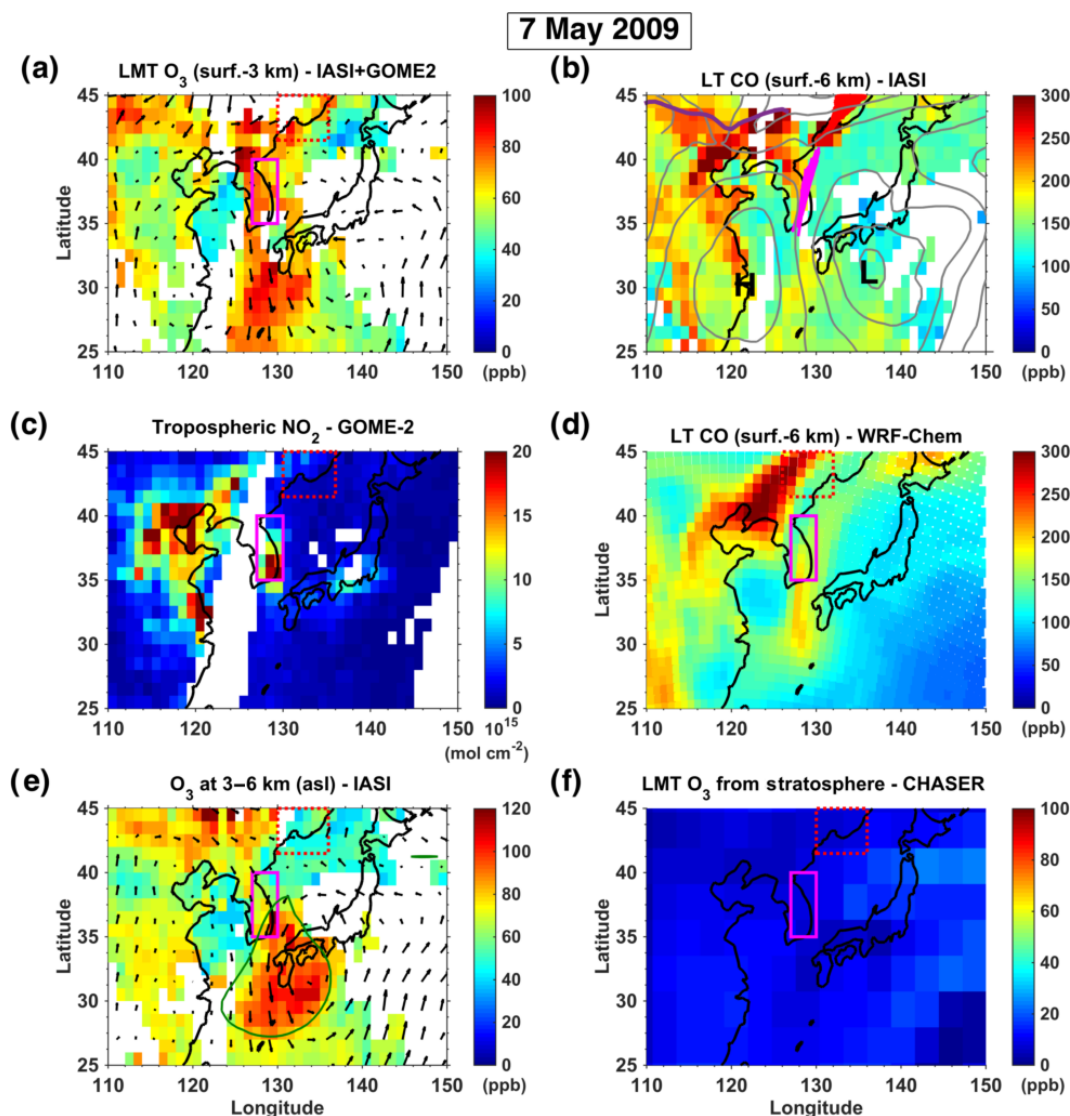 7 May 2009
(a)
LMT O3 (surf.-3 km) - IASI+GOME2
45
40
35
30
25
Latitude
110 120 130 140 150
100
80
60
40
20
0
(ppb)
(b)
LT CO (surf.-6 km) - IASI
45
40
35
30
25
Latitude
H
L
110 120 130 140 150
300
250
200
150
100
50
0
(ppb)
(c)
Tropospheric NO2 - GOME-2
45
40
35
30
25
Latitude
110 120 130 140 150
20
15
10
5
0
10^15
(mol cm-2)
(d)
LT CO (surf.-6 km) - WRF-Chem
45
40
35
30
25
Latitude
110 120 130 140 150
300
250
200
150
100
50
0
(ppb)
(e)
O3 at 3–6 km (asl) - IASI
45
40
35
30
25
Latitude
110 120 130 140 150
Longitude
120
100
80
60
40
20
0
(ppb)
(f)
LMT O3 from stratosphere - CHASER
45
40
35
30
25
Latitude
110 120 130 140 150
Longitude
100
80
60
40
20
0
(ppb)